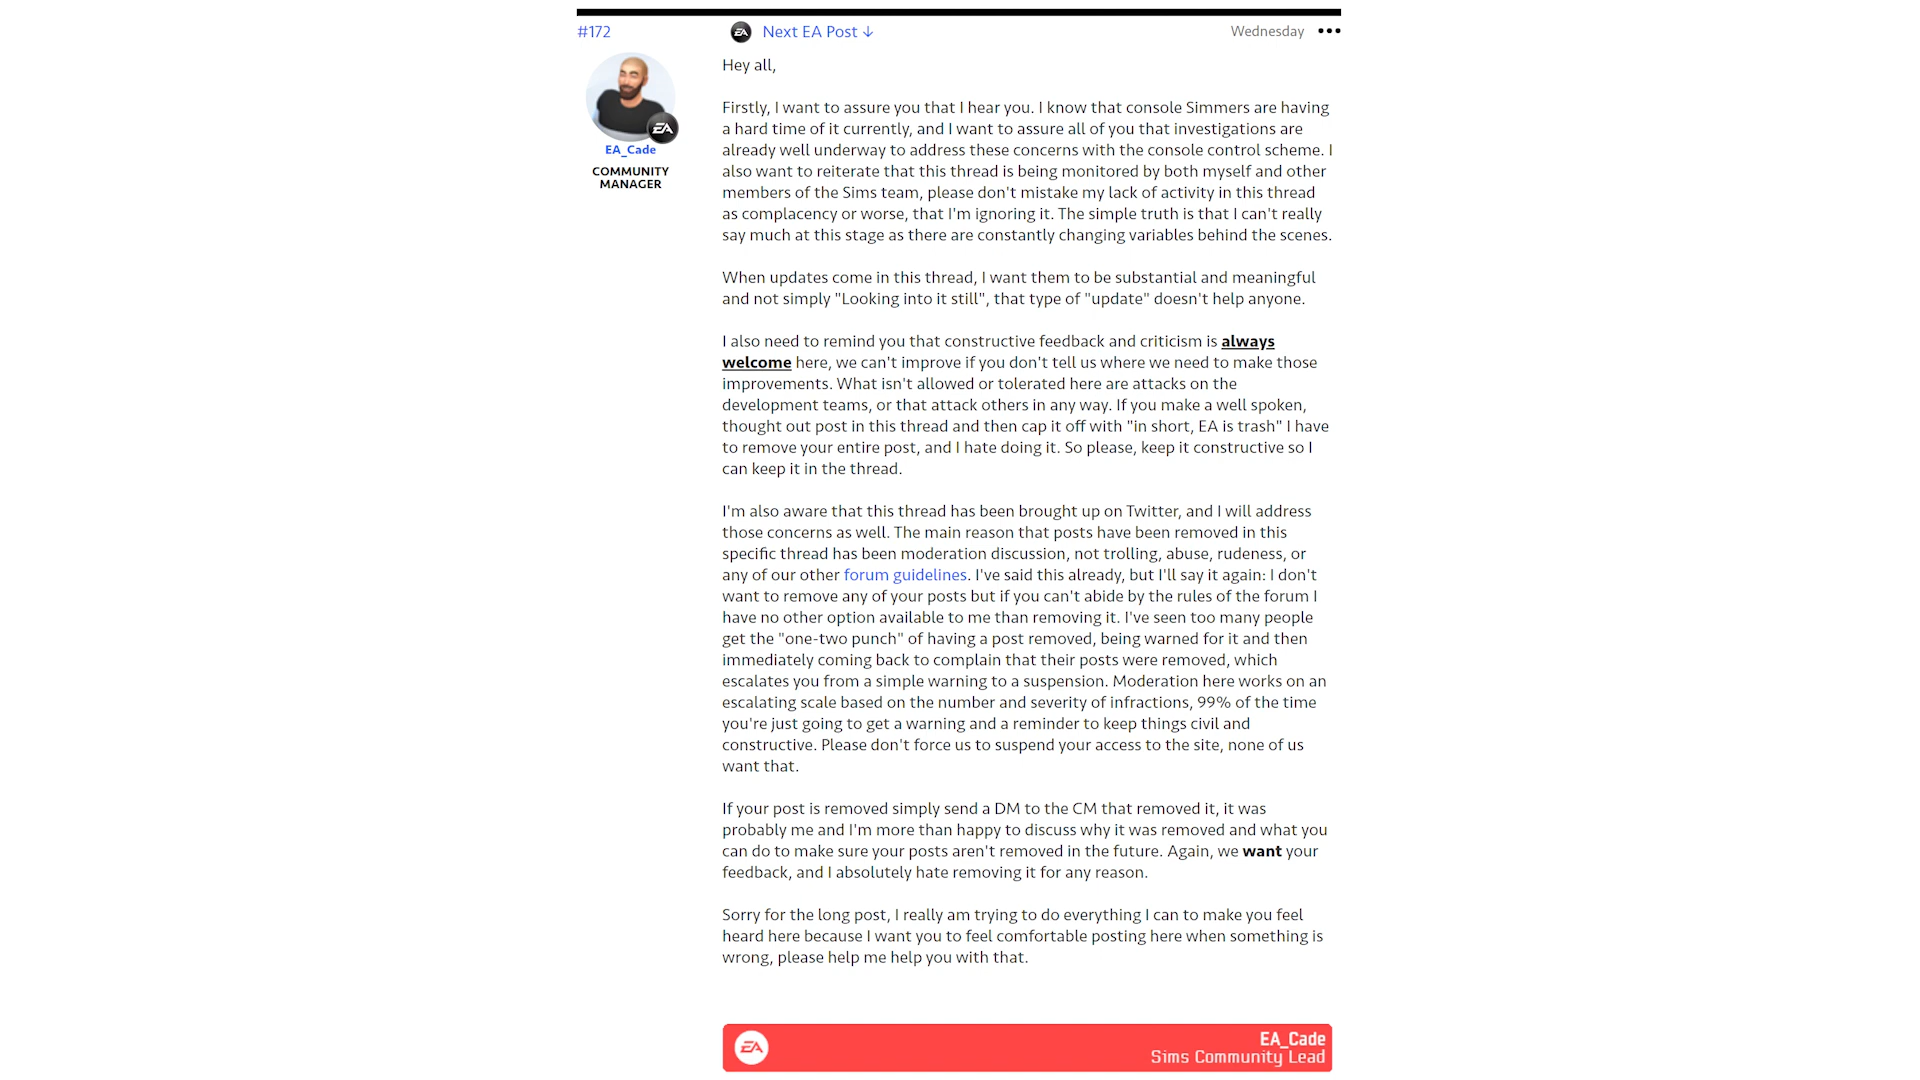 #172
Next EA Post ↓
Wednesday
EA
EA_Cade
COMMUNITY
MANAGER
Hey all,
Firstly, I want to assure you that I hear you. I know that console Simmers are having
a hard time of it currently, and I want to assure all of you that investigations are
already well underway to address these concerns with the console control scheme. I
also want to reiterate that this thread is being monitored by both myself and other
members of the Sims team, please don't mistake my lack of activity in this thread
as complacency or worse, that I'm ignoring it. The simple truth is that I can't really
say much at this stage as there are constantly changing variables behind the scenes.
When updates come in this thread, I want them to be substantial and meaningful
and not simply "Looking into it still", that type of "update" doesn't help anyone.
I also need to remind you that constructive feedback and criticism is always
welcome here, we can't improve if you don't tell us where we need to make those
improvements. What isn't allowed or tolerated here are attacks on the
development teams, or that attack others in any way. If you make a well spoken,
thought out post in this thread and then cap it off with "in short, EA is trash" I have
to remove your entire post, and I hate doing it. So please, keep it constructive so I
can keep it in the thread.
I'm also aware that this thread has been brought up on Twitter, and I will address
those concerns as well. The main reason that posts have been removed in this
specific thread has been moderation discussion, not trolling, abuse, rudeness, or
any of our other forum guidelines. I've said this already, but I'll say it again: I don't
want to remove any of your posts but if you can't abide by the rules of the forum I
have no other option available to me than removing it. I've seen too many people
get the "one-two punch" of having a post removed, being warned for it and then
immediately coming back to complain that their posts were removed, which
escalates you from a simple warning to a suspension. Moderation here works on an
escalating scale based on the number and severity of infractions, 99% of the time
you're just going to get a warning and a reminder to keep things civil and
constructive. Please don't force us to suspend your access to the site, none of us
want that.
If your post is removed simply send a DM to the CM that removed it, it was
probably me and I'm more than happy to discuss why it was removed and what you
can do to make sure your posts aren't removed in the future. Again, we want your
feedback, and I absolutely hate removing it for any reason.
Sorry for the long post, I really am trying to do everything I can to make you feel
heard here because I want you to feel comfortable posting here when something is
wrong, please help me help you with that.
EA
EA_Cade
Sims Community Lead